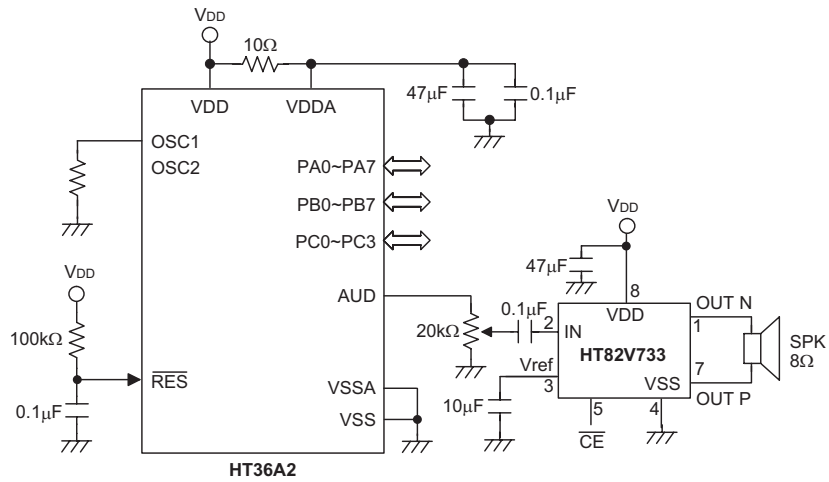 VDD
10Ω
VDD
VDDA
47μF
0.1μF
OSC1
OSC2
PA0~PA7
PB0~PB7
PC0~PC3
VDD
VDD
47μF
8
AUD
0.1μF
2
IN
VDD
OUT N
1
100kΩ
20kΩ
HT82V733
SPK
8Ω
RES
Vref
3
7
VSS
OUT P
0.1μF
VSSA
VSS
10μF
5
4
CE
HT36A2